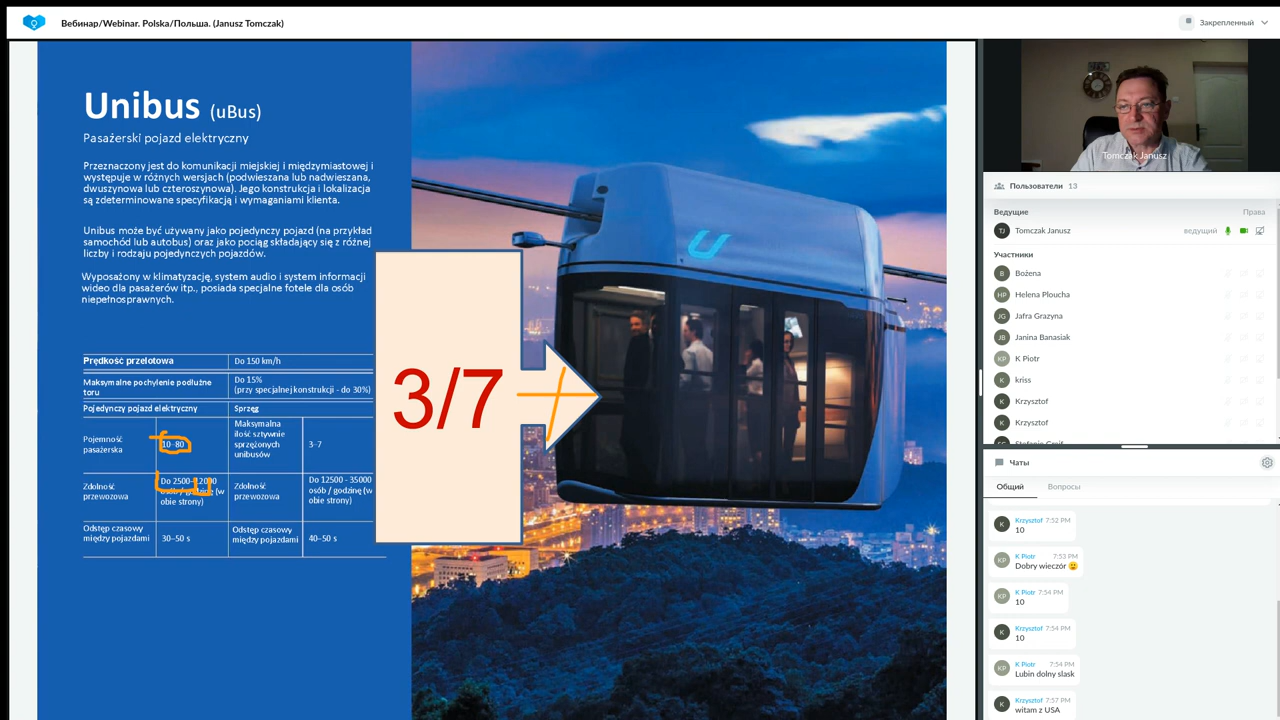 Вебинар/Webinar. Polska/Польша. (Janusz Tomczak)
Закрепленный
Unibus (uBus)
Pasażerski pojazd elektryczny
Przeznaczony jest do komunikacji miejskiej i międzymiastowej i
występuje w różnych wersjach (podwieszana lub nadwieszana,
dwuszynowa lub czteroszynowa). Jego konstrukcja i lokalizacja
są zdeterminowane specyfikacją i wymaganiami klienta.
Unibus może być używany jako pojedynczy pojazd (na przykład
samochód lub autobus) oraz jako pociąg składający się z różnej
liczby i rodzaju pojedynczych pojazdów.
Wyposażony w klimatyzację, system audio i system informacji
wideo dla pasażerów itp., posiada specjalne fotele dla osób
niepełnosprawnych.
Prędkość przelotowa
Do 150 km/h
Maksymalne pochylenie podłużne
toru
Do 15%
(przy specjalnej konstrukcji - do 30%)
Pojedynczy pojazd elektryczny
Sprzęg
Pojemność
pasażerska
10–80
Maksymalna
ilość sztywnie
sprzężonych
unibusów
3–7
Zdolność
przewozowa
Do 2500-12000
(w
obie strony)
Zdolność
przewozowa
Do 12500 - 35000
osób / godzinę (w
obie strony)
Odstęp czasowy
między pojazdami
30–50 s
Odstęp czasowy
między pojazdami
40–50 s
3/7
Tomczak Janusz
Пользователи 13
Ведущие
Права
TJ Tomczak Janusz ведущий
Участники
B Bożena
HP Helena Ploucha
JG Jafra Grazyna
JB Janina Banasiak
KP K Piotr
K kriss
K Krzysztof
K Krzysztof
Чаты
Общий
Вопросы
K Krzysztof 7:52 PM
10
KP K Piotr 7:53 PM
Dobry wieczór 🙂
KP K Piotr 7:54 PM
10
K Krzysztof 7:54 PM
10
KP K Piotr 7:54 PM
Lubin dolny slask
K Krzysztof 7:57 PM
witam z USA